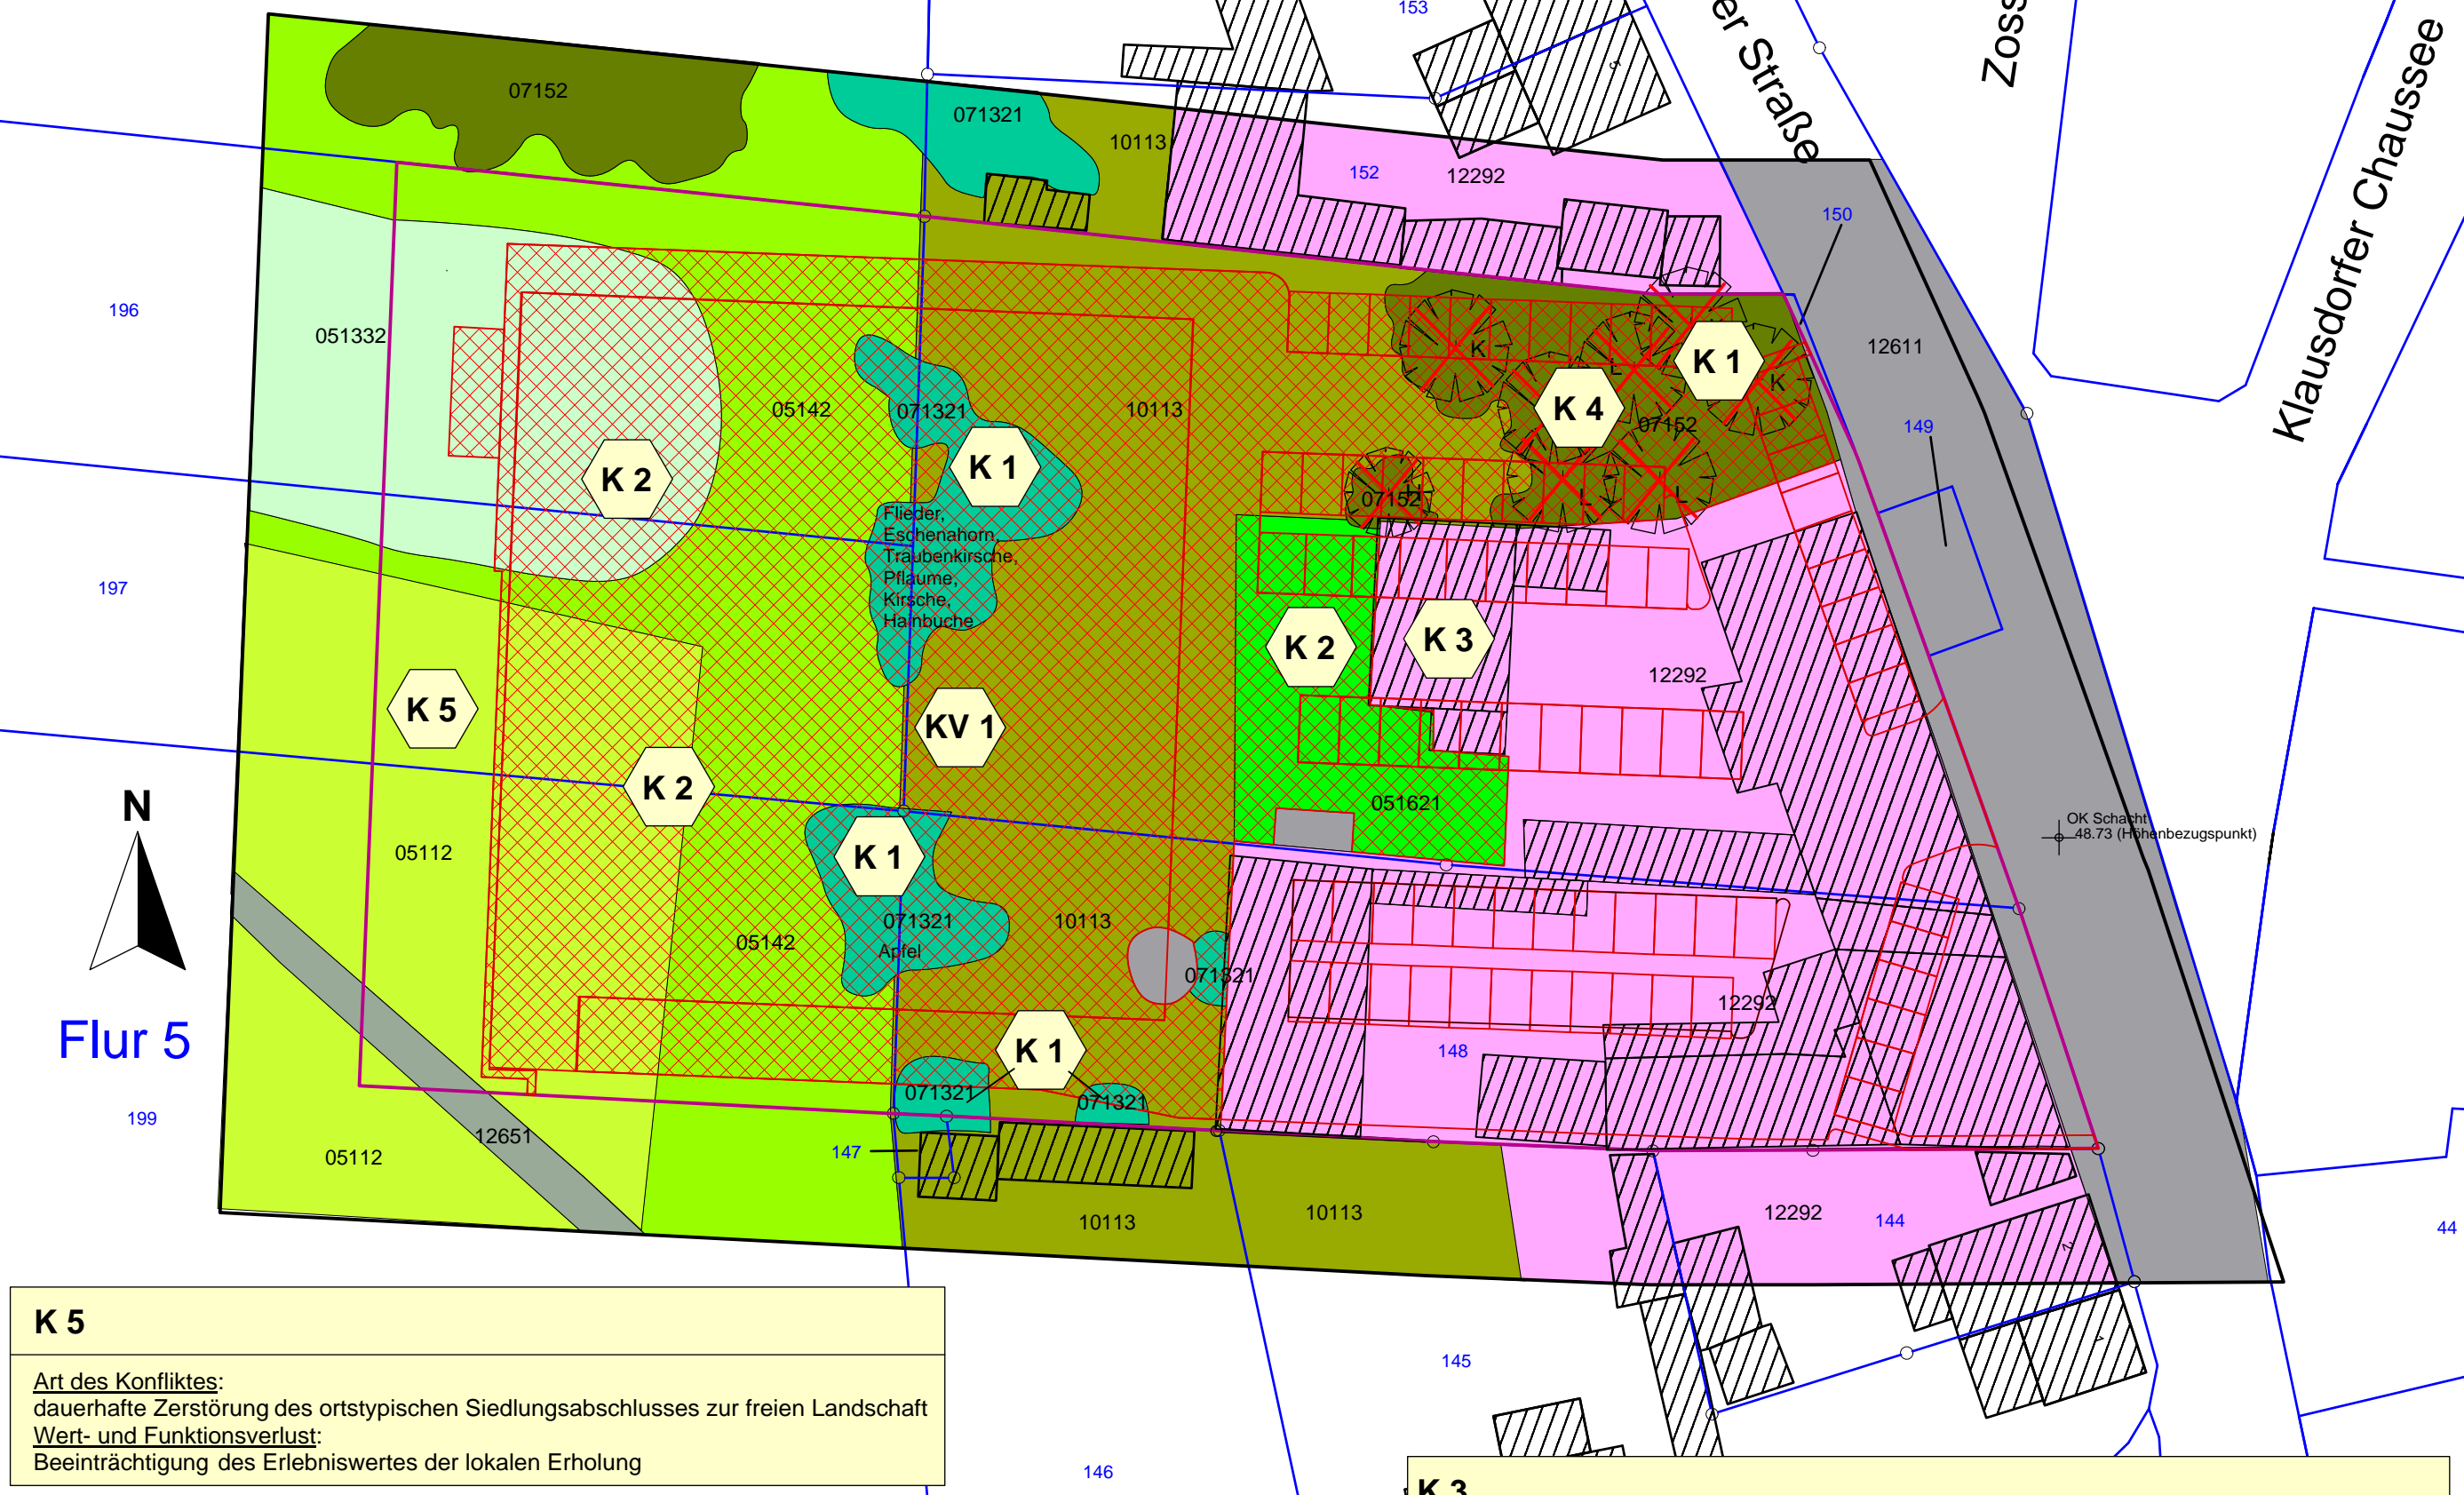 153
er Straße
Zoss
Klausdorfer Chaussee
07152
071321
10113
5
152
12292
150
196
051332
12611
05142
071321
10113
K
L
K 1
K
K 4
07152
149
K 2
K 1
07152
H
L
L
Flieder,
Eschenahorn,
Traubenkirsche,
Pflaume,
Kirsche,
Hainbuche
197
K 2
K 3
12292
K 5
KV 1
K 2
051621
OK Schacht
48.73 (Höhenbezugspunkt)
N
05112
K 1
071321
10113
05142
Apfel
071321
12292
Flur 5
K 1
148
071321
071321
199
12651
147
05112
10113
10113
12292
144
2
44
1
145
146
K 5
Art des Konfliktes:
dauerhafte Zerstörung des ortstypischen Siedlungsabschlusses zur freien Landschaft
Wert- und Funktionsverlust:
Beeinträchtigung des Erlebniswertes der lokalen Erholung
K 3